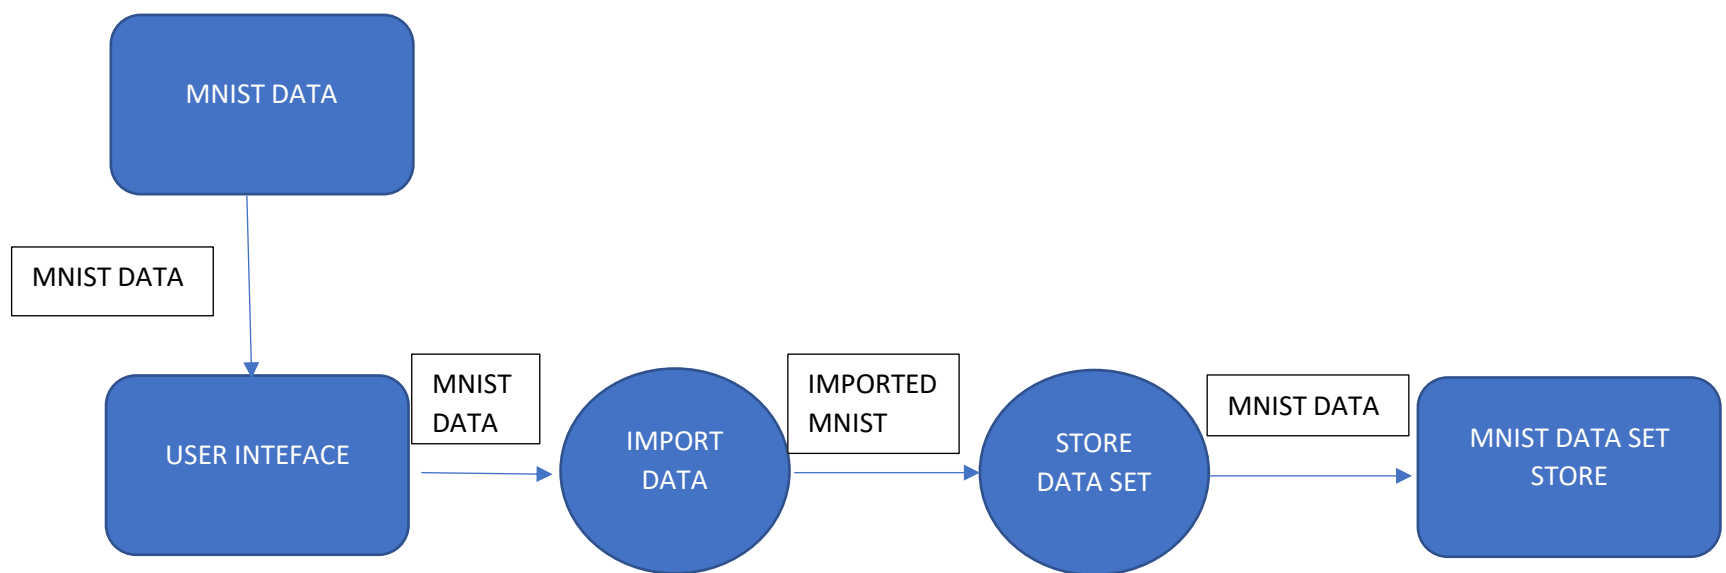 MNIST DATA
MNIST DATA
USER INTEFACE
MNIST
DATA
IMPORT
DATA
IMPORTED
MNIST
STORE
DATA SET
MNIST DATA
MNIST DATA SET
STORE